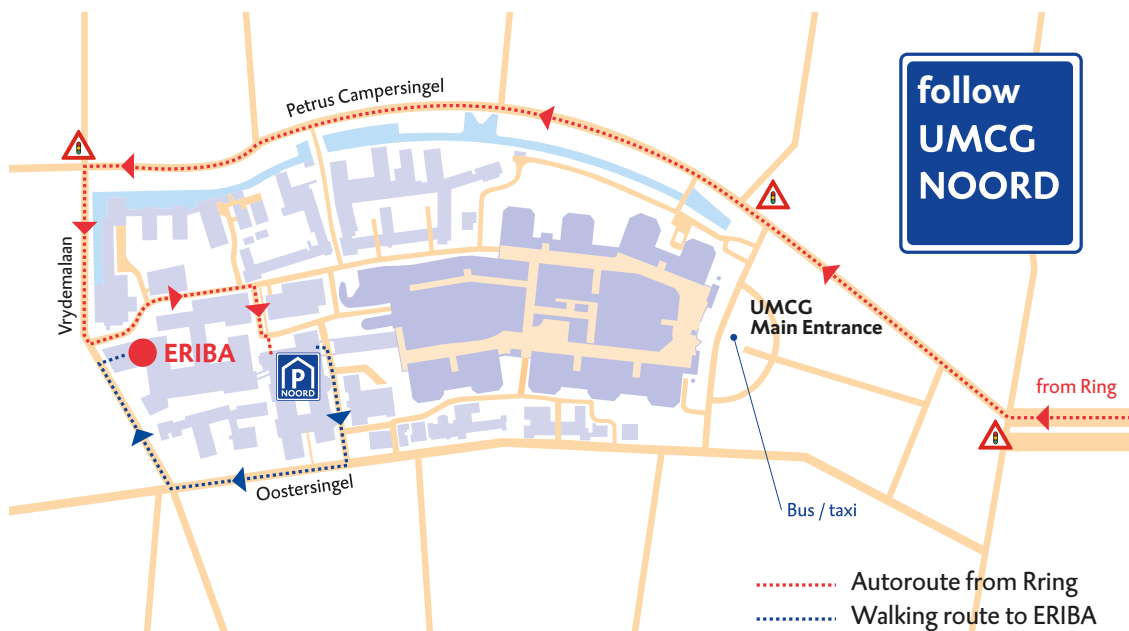 Petrus Campersingel
follow
UMCG
NOORD
Vrydemalaan
UMCG
Main Entrance
ERIBA
P
NOORD
from Ring
Oostersingel
Bus / taxi
Autoroute from Rring
Walking route to ERIBA